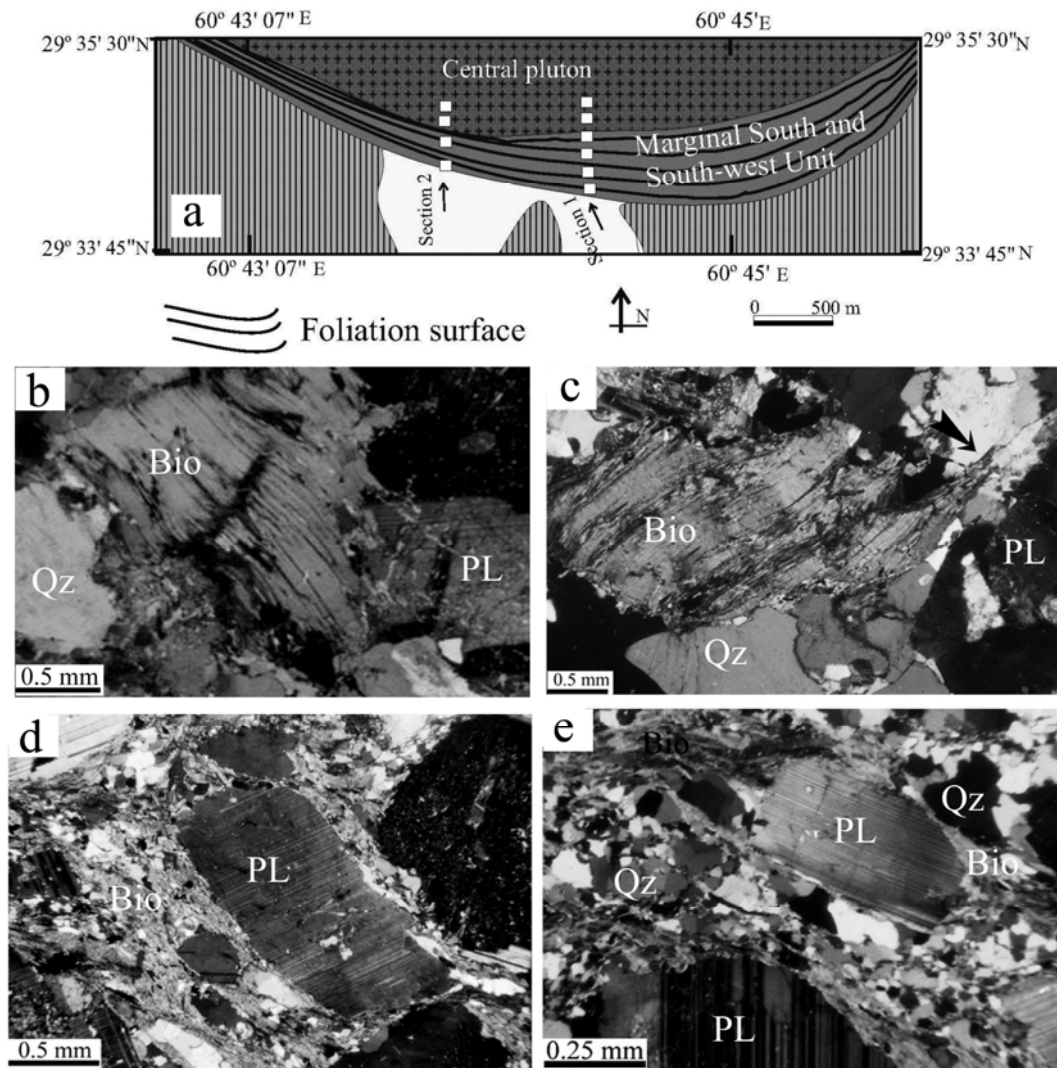 60º 43' 07" E
60º 45' E
29º 35' 30" N
29º 35' 30" N
Central pluton
Marginal South and
South-west Unit
a
Section 2
Section 1
29º 33' 45" N
29º 33' 45" N
60º 43' 07" E
60º 45' E
Foliation surface
N
0 500 m
b
Bio
Qz
PL
0.5 mm
c
Bio
PL
Qz
0.5 mm
d
PL
Bio
0.5 mm
e
Bio
Qz
PL
Bio
Qz
PL
0.25 mm